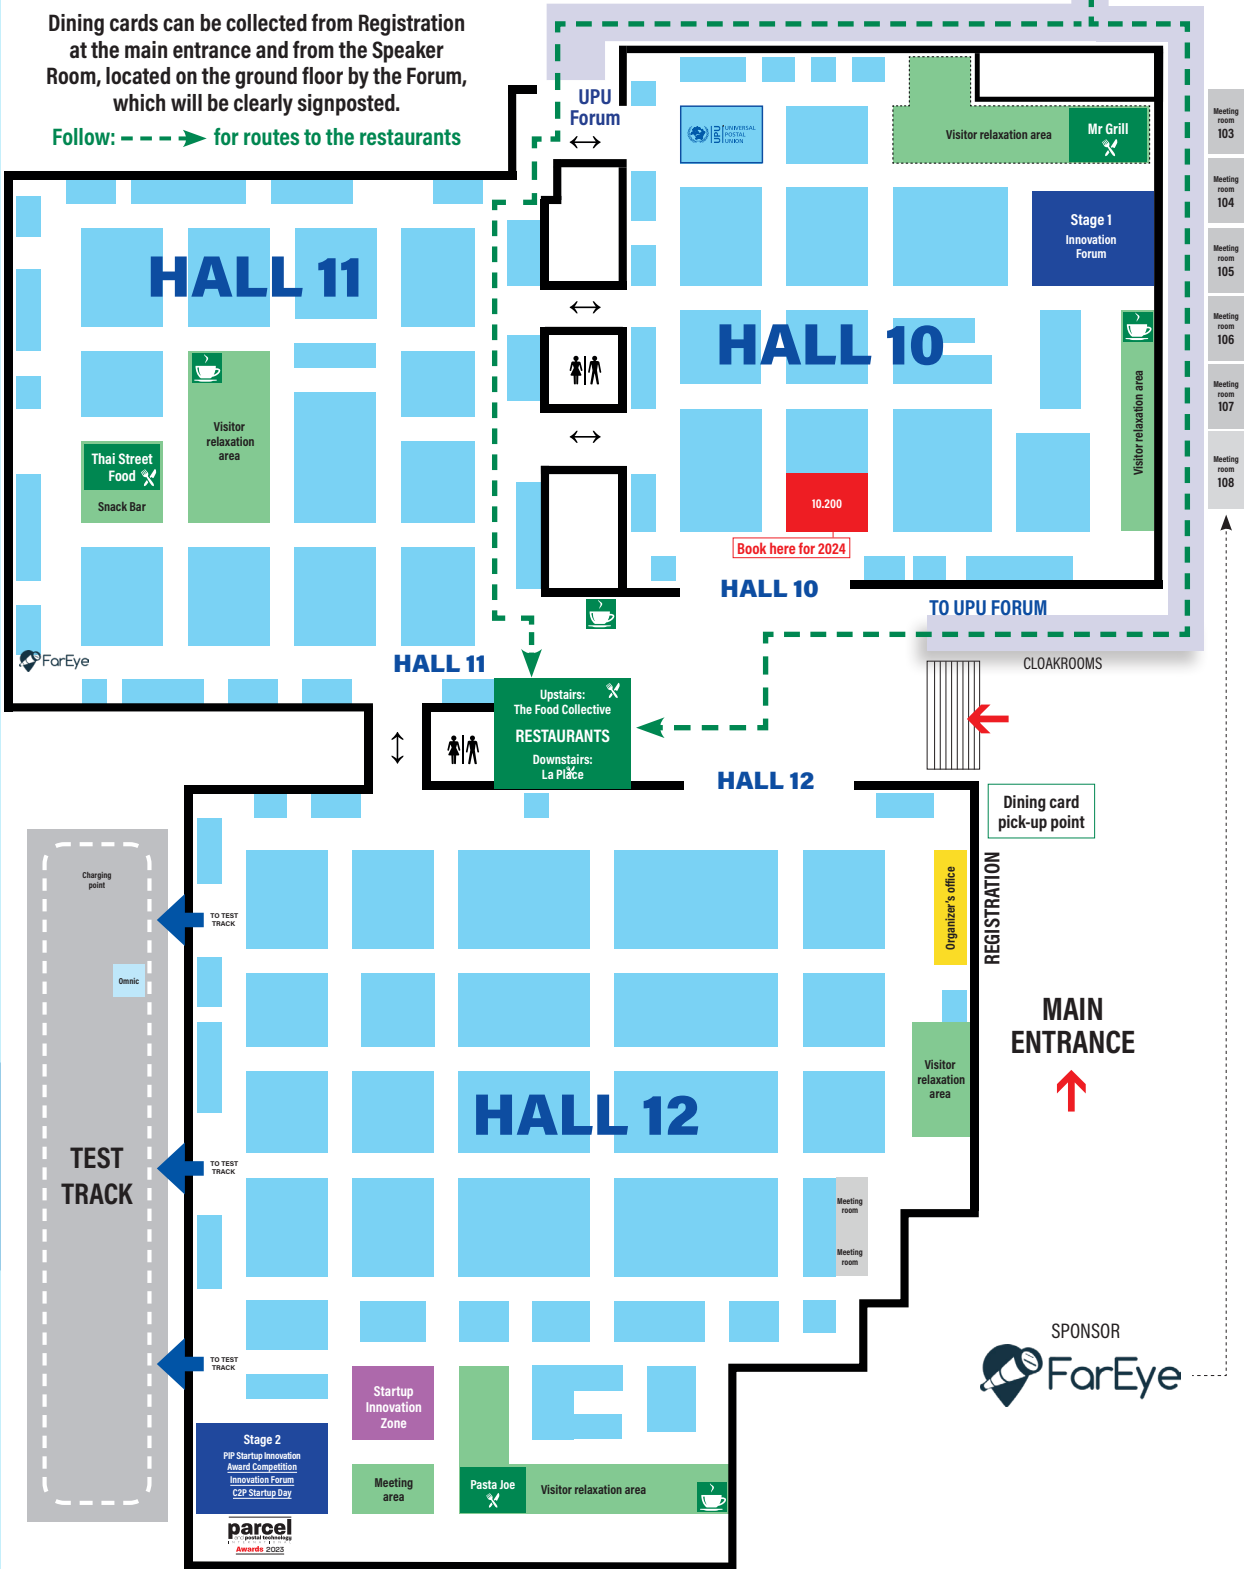 Dining cards can be collected from Registration
at the main entrance and from the Speaker
Room, located on the ground floor by the Forum,
which will be clearly signposted.
Follow: for routes to the restaurants
UPU
Forum
UPU
UNIVERSAL
POSTAL
UNION
Visitor relaxation area
Mr Grill
Meeting
room
103
Meeting
room
104
Meeting
room
105
Meeting
room
106
Meeting
room
107
Meeting
room
108
Stage 1
Innovation
Forum
HALL 11
HALL 10
Visitor
relaxation
area
Visitor relaxation area
Thai Street
Food
Snack Bar
10.200
Book here for 2024
HALL 10
TO UPU FORUM
CLOAKROOMS
FarEye
HALL 11
Upstairs:
The Food Collective
RESTAURANTS
Downstairs:
La Place
HALL 12
Dining card
pick-up point
REGISTRATION
Organizer's office
Charging
point
TO TEST
TRACK
Omnic
MAIN
ENTRANCE
Visitor
relaxation
area
HALL 12
TEST
TRACK
TO TEST
TRACK
Meeting
room
Meeting
room
TO TEST
TRACK
SPONSOR
FarEye
Startup
Innovation
Zone
Stage 2
PIP Startup Innovation
Award Competition
Innovation Forum
C2P Startup Day
Meeting
area
Pasta Joe
Visitor relaxation area
parcel
and postal technology
INTERNATIONAL
Awards 2023